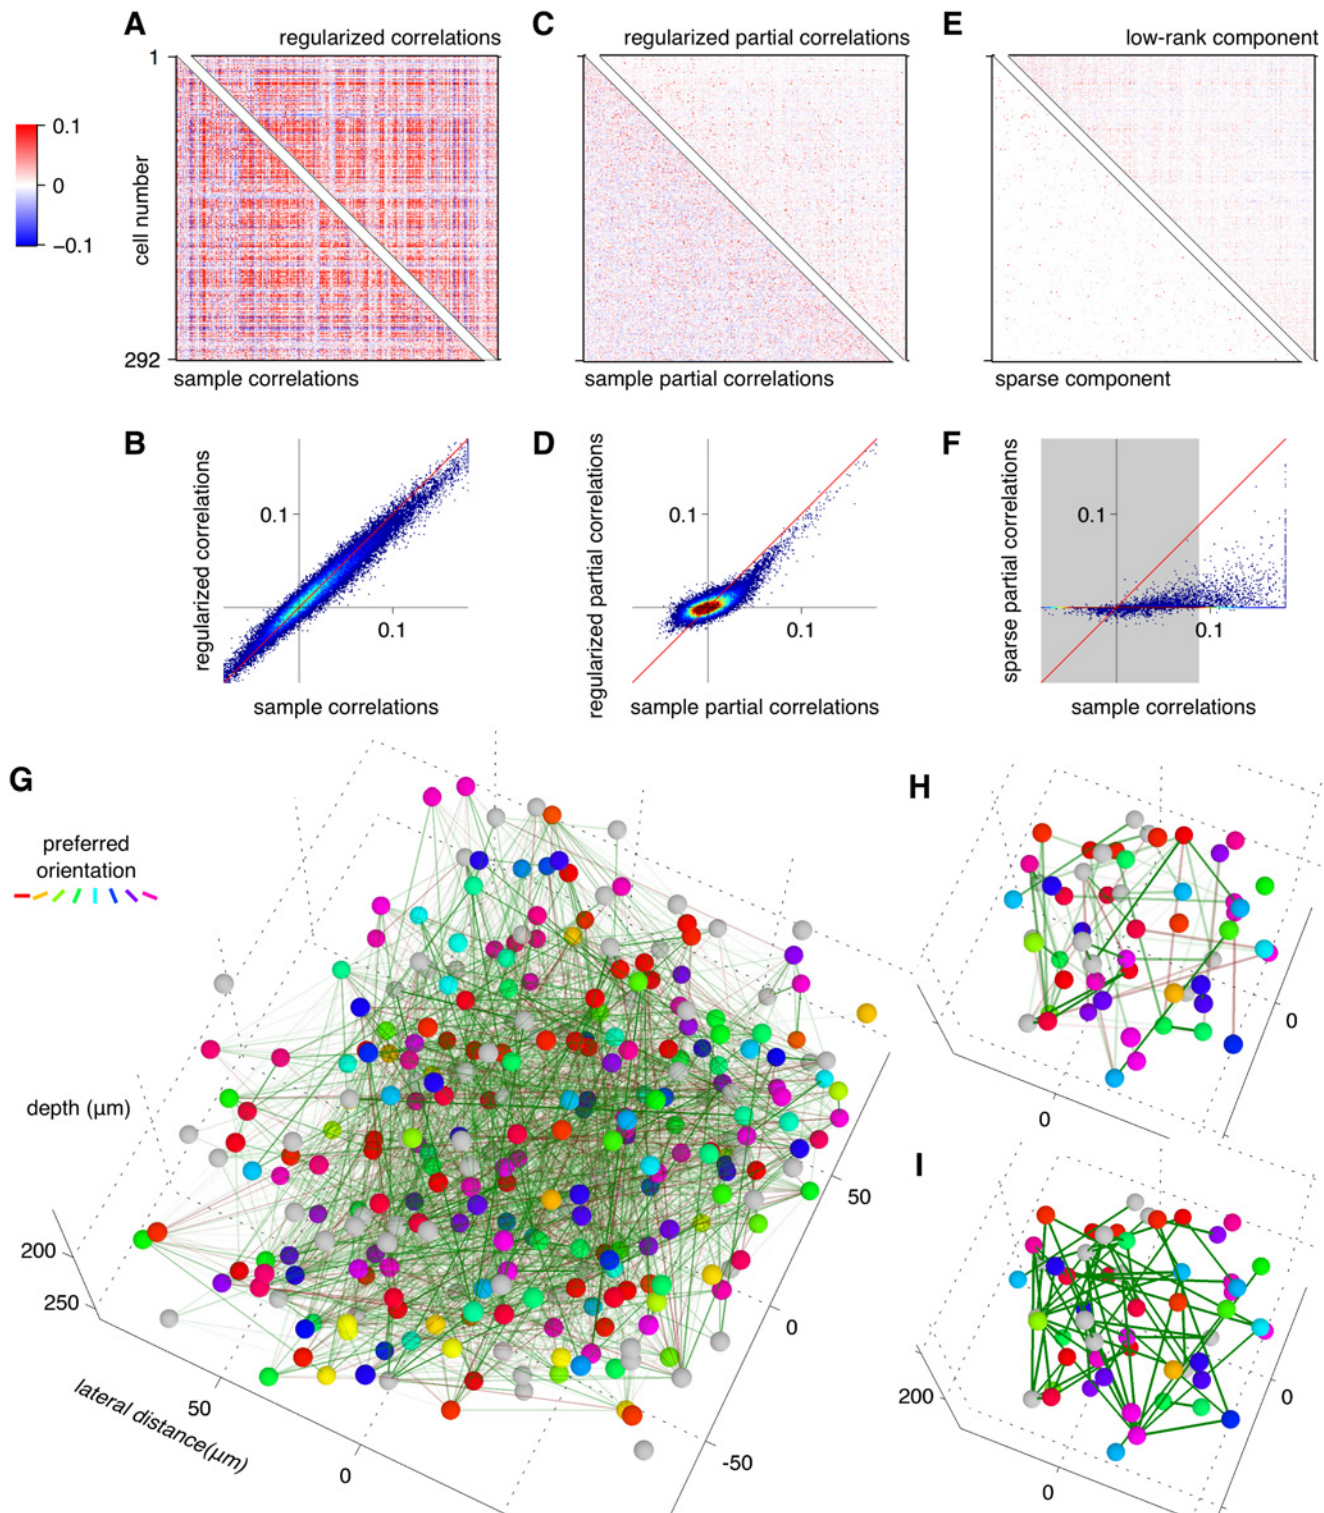 A
regularized correlations
1
0.1
0
−0.1
cell number
292
sample correlations
C
regularized partial correlations
sample partial correlations
E
low-rank component
sparse component
B
regularized correlations
0.1
0.1
sample correlations
D
regularized partial correlations
0.1
0.1
sample partial correlations
F
sparse partial correlations
0.1
0.1
sample correlations
G
preferred
orientation
depth (µm)
200
250
lateral distance(µm)
50
0
50
0
-50
H
0
0
I
200
0
0